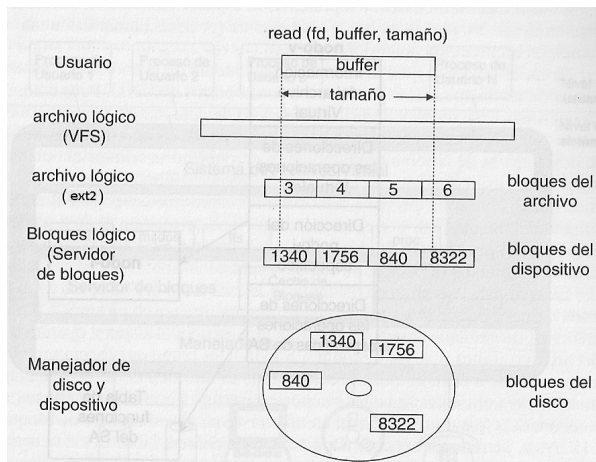 read (fd, buffer, tamaño)
Usuario
buffer
tamaño
archivo lógico
(VFS)
archivo lógico
(ext2)
3 4 5 6
bloques del
archivo
Bloques lógico
(Servidor
de bloques)
1340 1756 840 8322
bloques del
dispositivo
Manejador de
disco y
dispositivo
1340
1756
840
8322
bloques del
disco